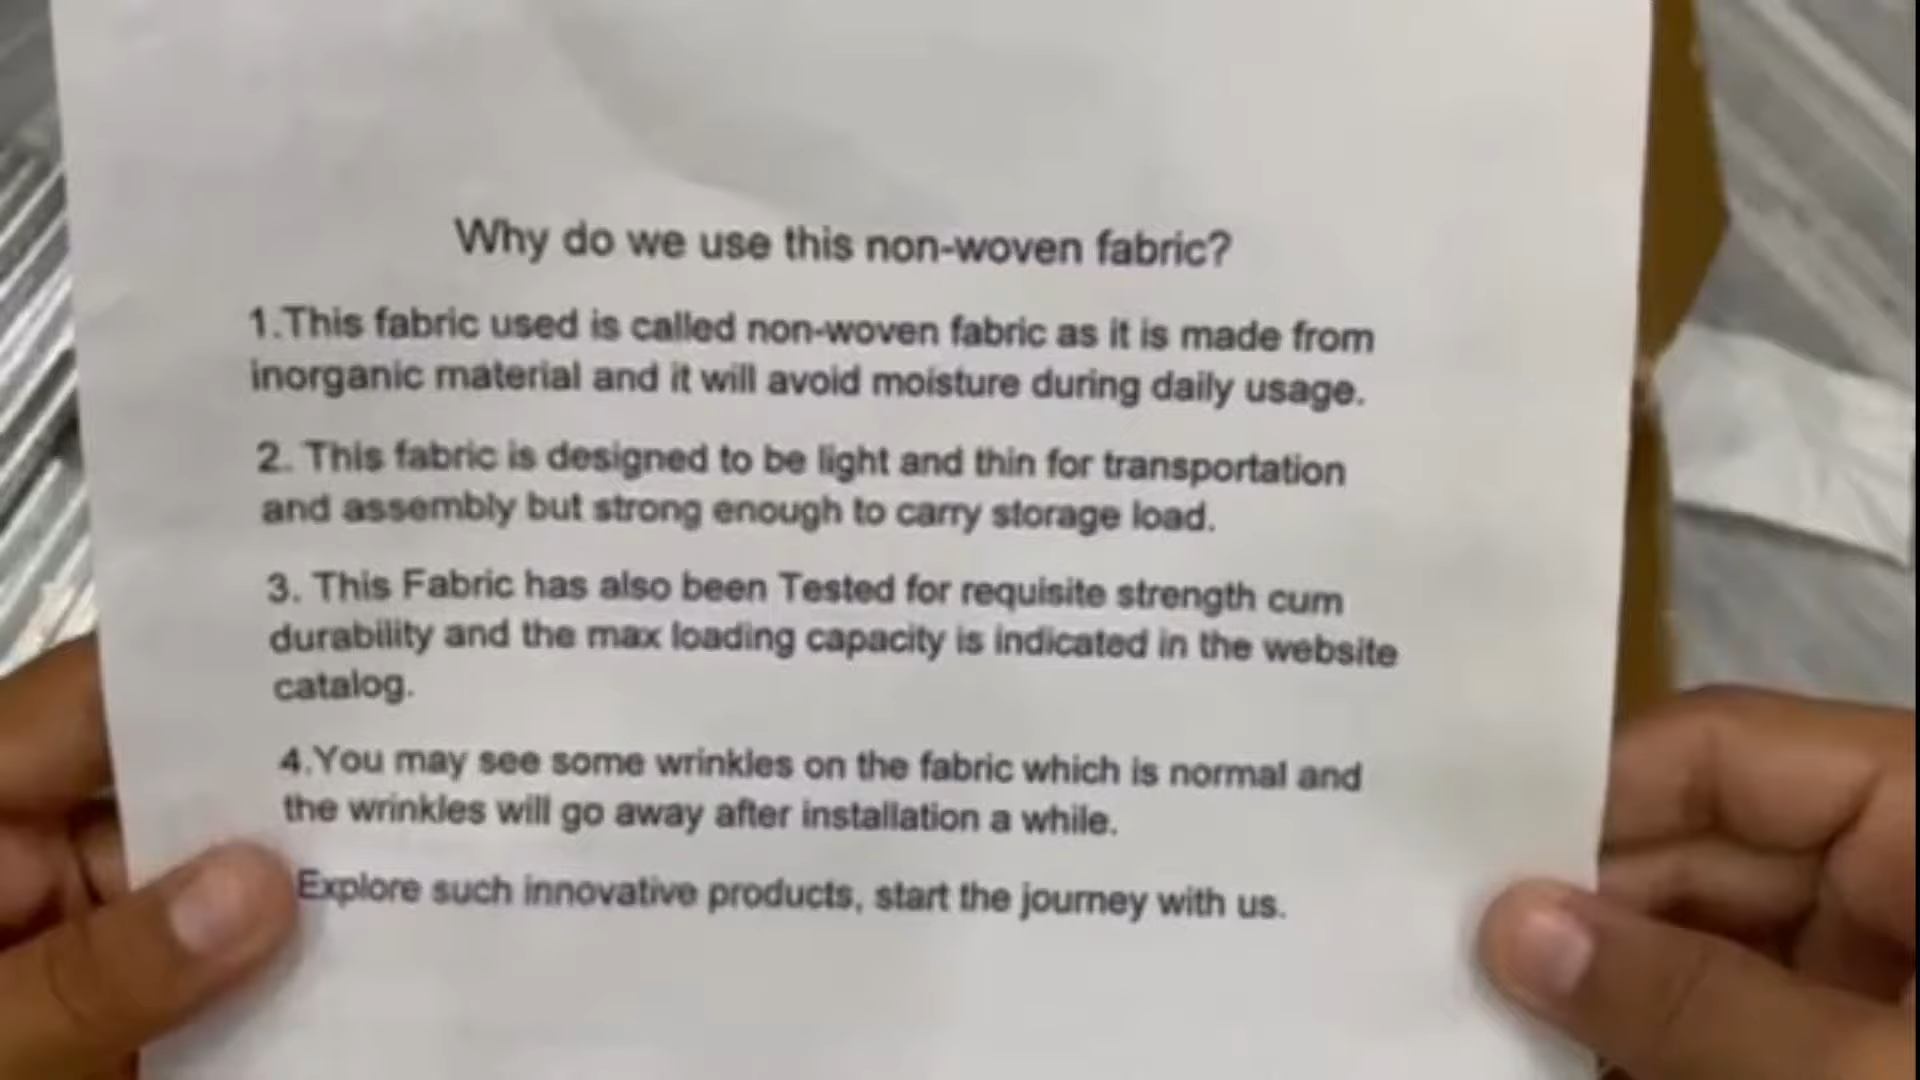 Why do we use this non-woven fabric?
1.This fabric used is called non-woven fabric as it is made from
inorganic material and it will avoid moisture during daily usage.
2. This fabric is designed to be light and thin for transportation
and assembly but strong enough to carry storage load.
3. This Fabric has also been Tested for requisite strength cum
durability and the max loading capacity is indicated in the website
catalog.
4.You may see some wrinkles on the fabric which is normal and
the wrinkles will go away after installation a while.
Explore such innovative products, start the journey with us.